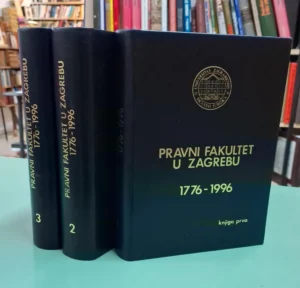 PRAVNI FAKULTET U ZAGREBU
1776-1996
3
PRAVNI FAKULTET U ZAGREBU
1776-1996
2
PRAVNI FAKULTET
U ZAGREBU
1776-1996
knjiga prva